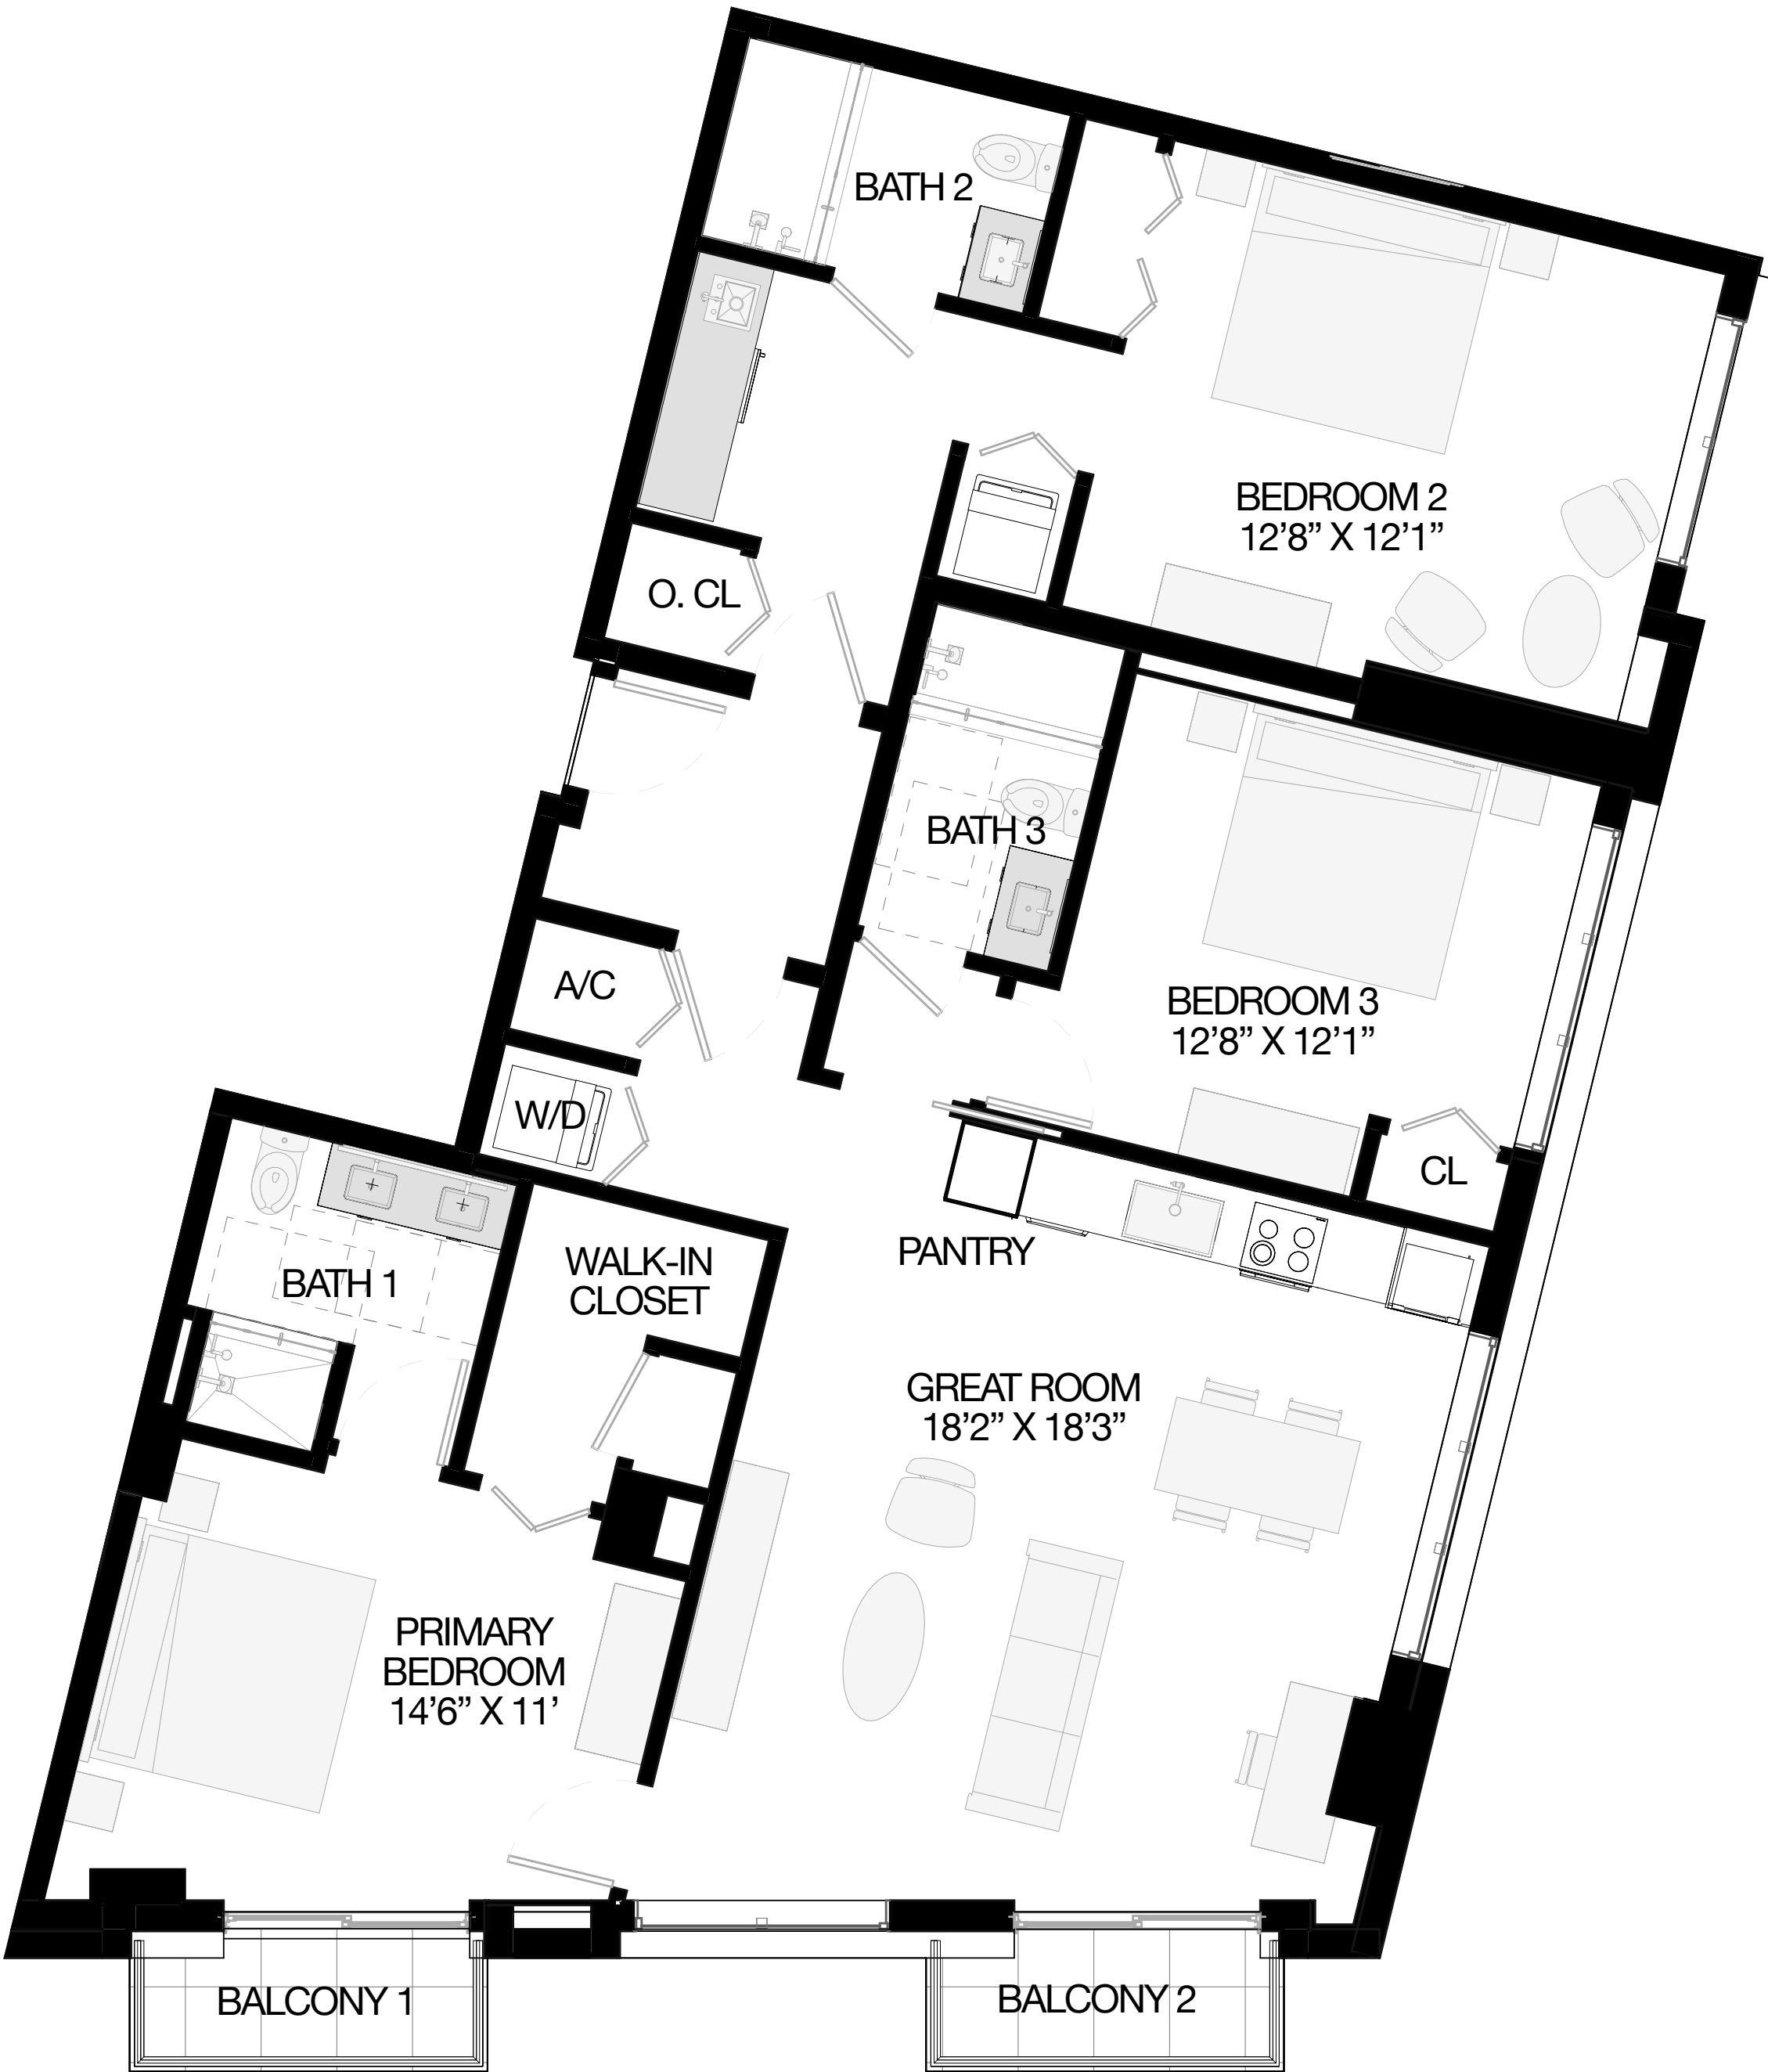 BATH 2
BEDROOM 2
12’8” X 12’1”
O. CL
BATH 3
A/C
BEDROOM 3
12’8” X 12’1”
W/D
CL
PANTRY
WALK-IN
CLOSET
BATH 1
GREAT ROOM
18’2” X 18’3”
PRIMARY
BEDROOM
14’6” X 11’
BALCONY 1
BALCONY 2